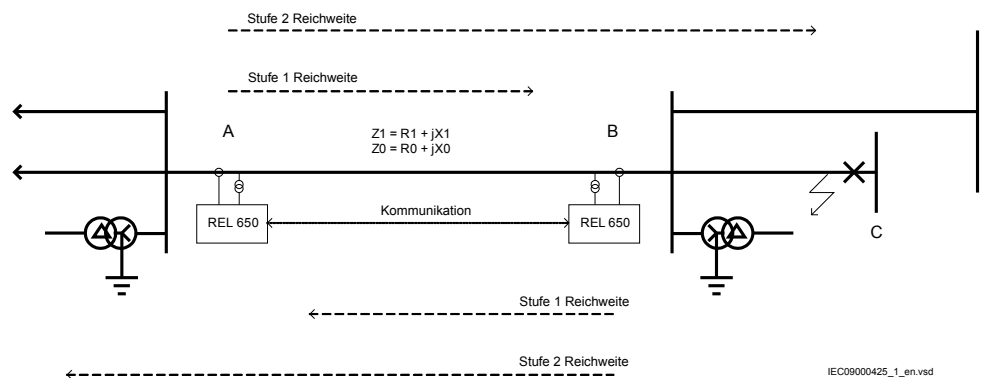 Stufe 2 Reichweite
Stufe 1 Reichweite
A
Z1 = R1 + jX1
Z0 = R0 + jX0
B
REL 650
Kommunikation
REL 650
C
Stufe 1 Reichweite
Stufe 2 Reichweite
IEC09000425_1_en.vsd